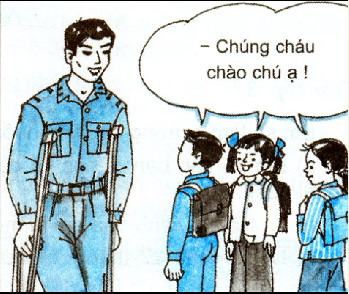 – Chúng cháu
chào chú ạ !